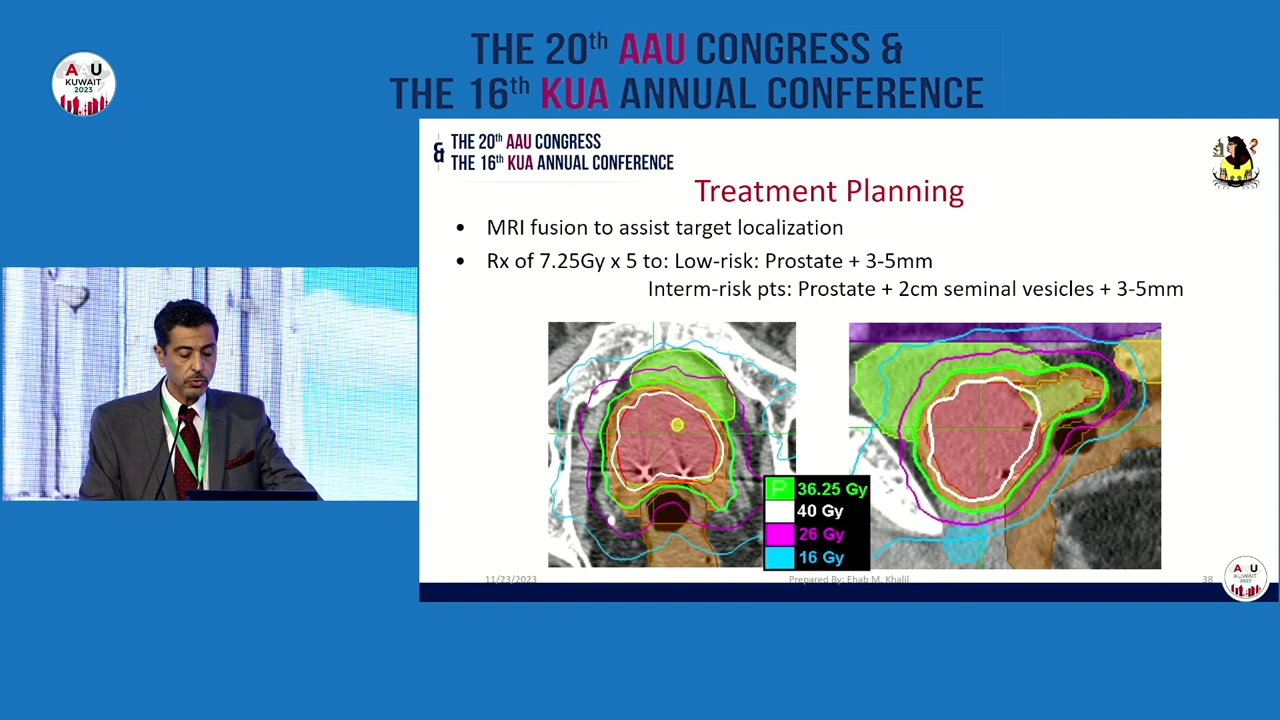 THE 20th AAU CONGRESS &
THE 16th KUA ANNUAL CONFERENCE
AAU
KUWAIT
2023
& THE 20th AAU CONGRESS
THE 16th KUA ANNUAL CONFERENCE
Treatment Planning
• MRI fusion to assist target localization
• Rx of 7.25Gy x 5 to: Low-risk: Prostate + 3-5mm
Interm-risk pts: Prostate + 2cm seminal vesicles + 3-5mm
P 36.25 Gy
40 Gy
26 Gy
16 Gy
11/23/2023 Prepared By: Ehab M. Khalil 38
A U
KUWAIT
2023